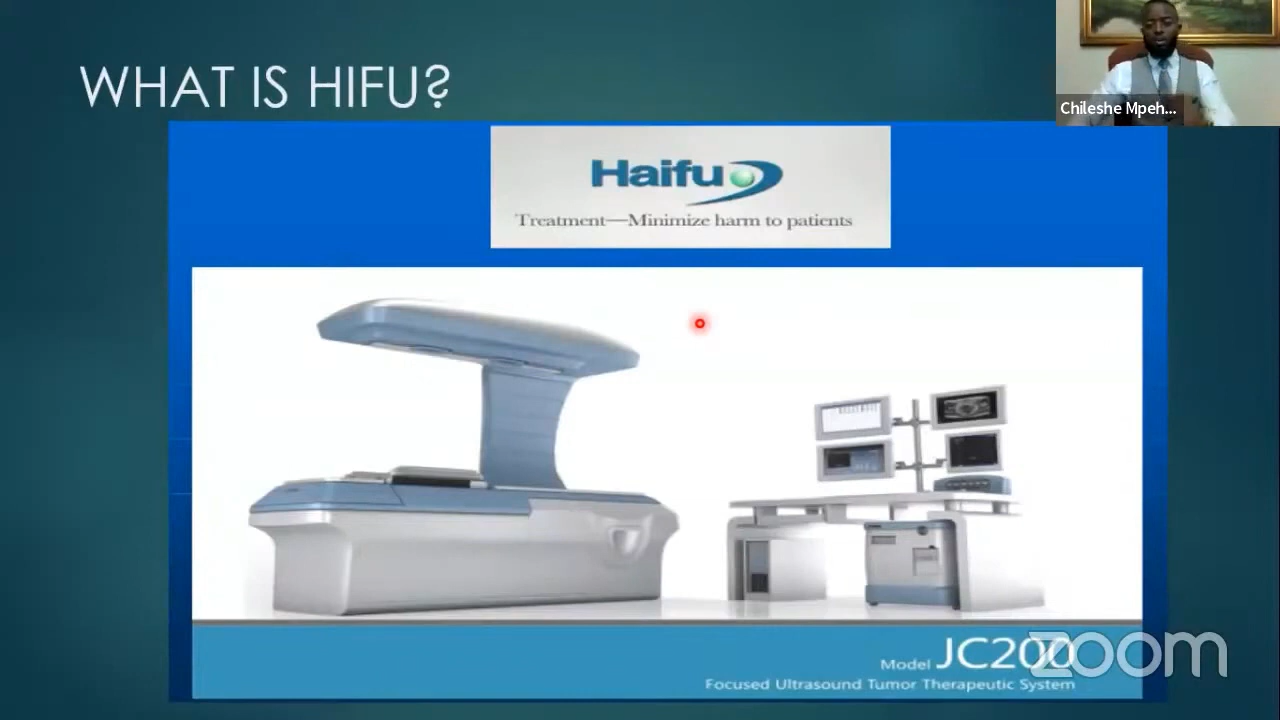 WHAT IS HIFU?
Chileshe Mpeh...
Haifu
Treatment—Minimize harm to patients
Model JC200
zoom
Focused Ultrasound Tumor Therapeutic System